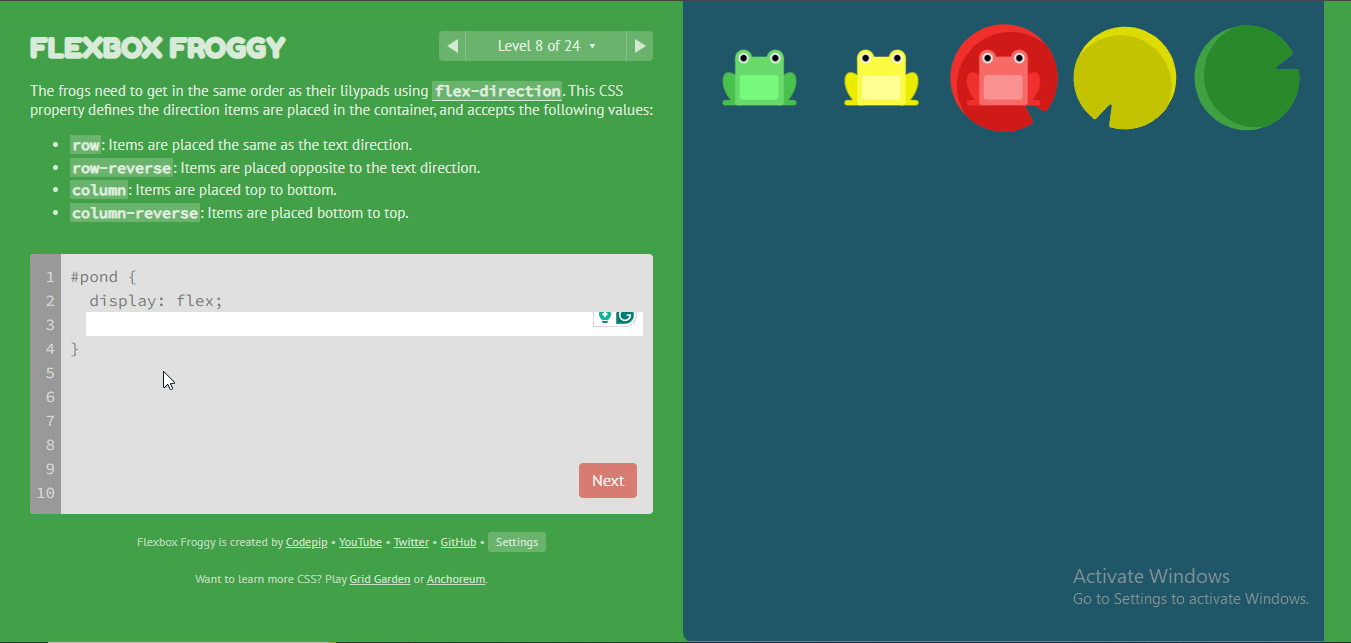 FLEXBOX FROGGY
Level 8 of 24
The frogs need to get in the same order as their lilypads using flex-direction. This CSS
property defines the direction items are placed in the container, and accepts the following values:
• row: Items are placed the same as the text direction.
• row-reverse: Items are placed opposite to the text direction.
• column: Items are placed top to bottom.
• column-reverse: Items are placed bottom to top.
1 #pond {
2 display: flex;
3
4 }
5
6
7
8
9
10
Next
Flexbox Froggy is created by Codepip • YouTube • Twitter • GitHub • Settings
Want to learn more CSS? Play Grid Garden or Anchoreum.
Activate Windows
Go to Settings to activate Windows.